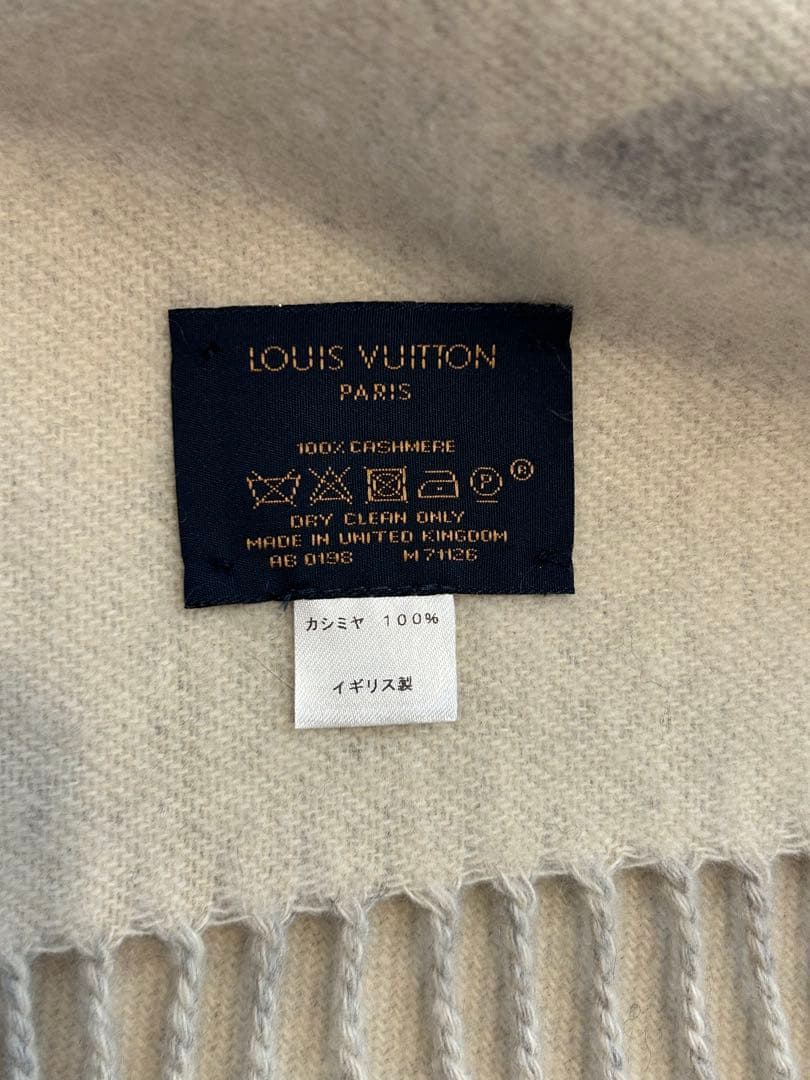 LOUIS VUITTON
PARIS
100% CASHMERE
P ®
DRY CLEAN ONLY
MADE IN UNITED KINGDOM
AB 0198 M71126
カシミヤ 100%
イギリス製